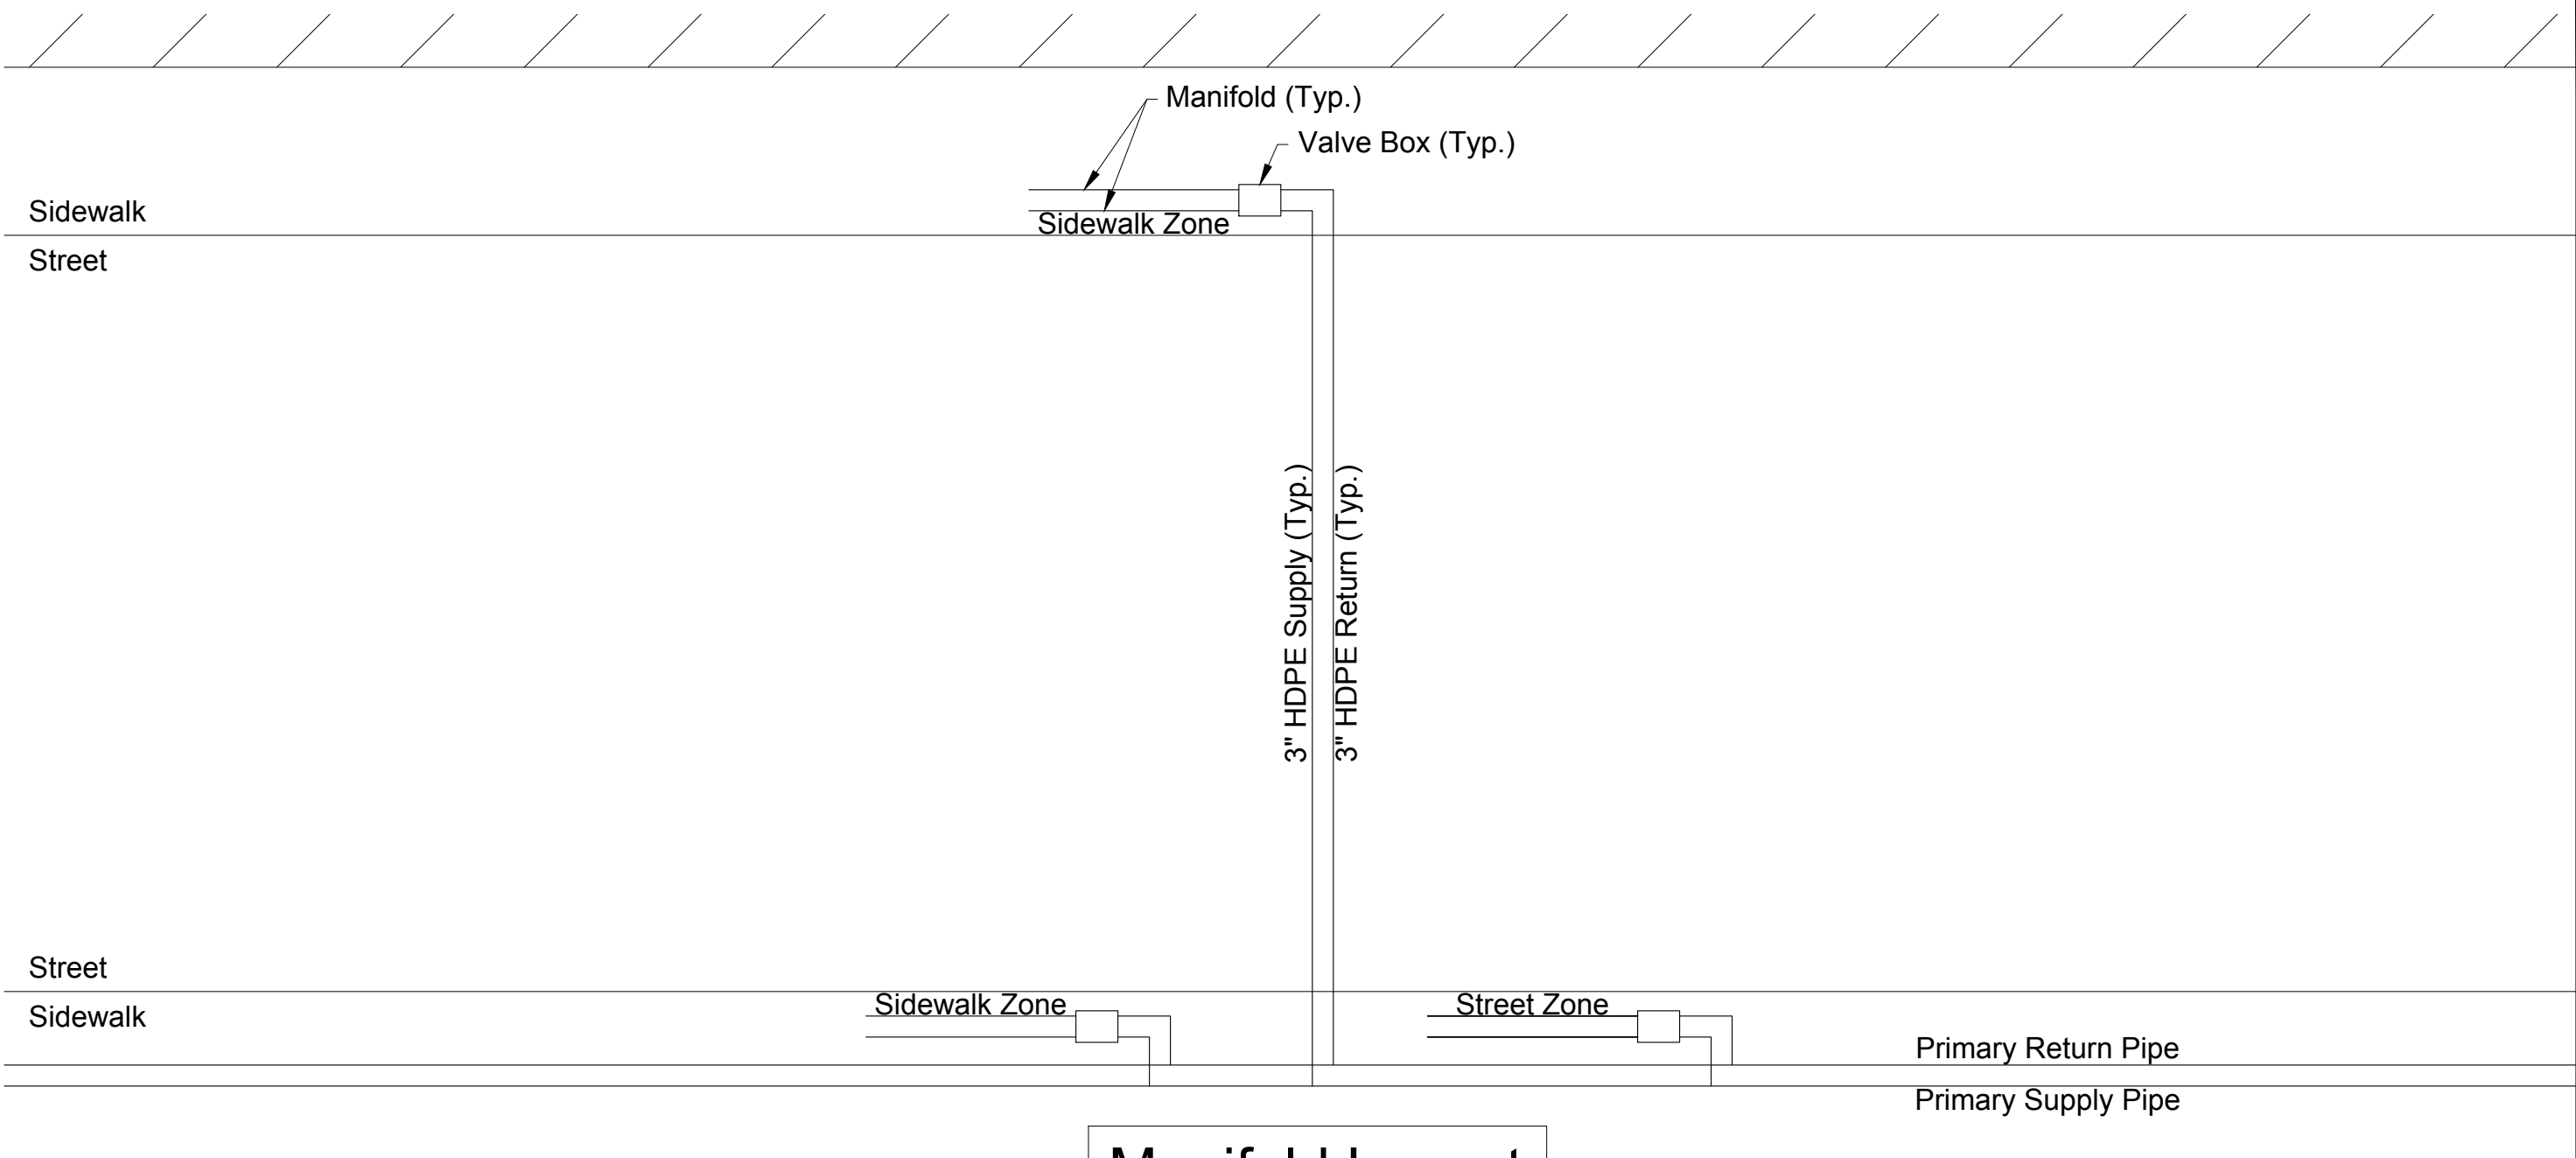 Manifold (Typ.)
Valve Box (Typ.)
Sidewalk
Sidewalk Zone
Street
3" HDPE Supply (Typ.)
3" HDPE Return (Typ.)
Street
Sidewalk Zone
Street Zone
Sidewalk
Primary Return Pipe
Primary Supply Pipe